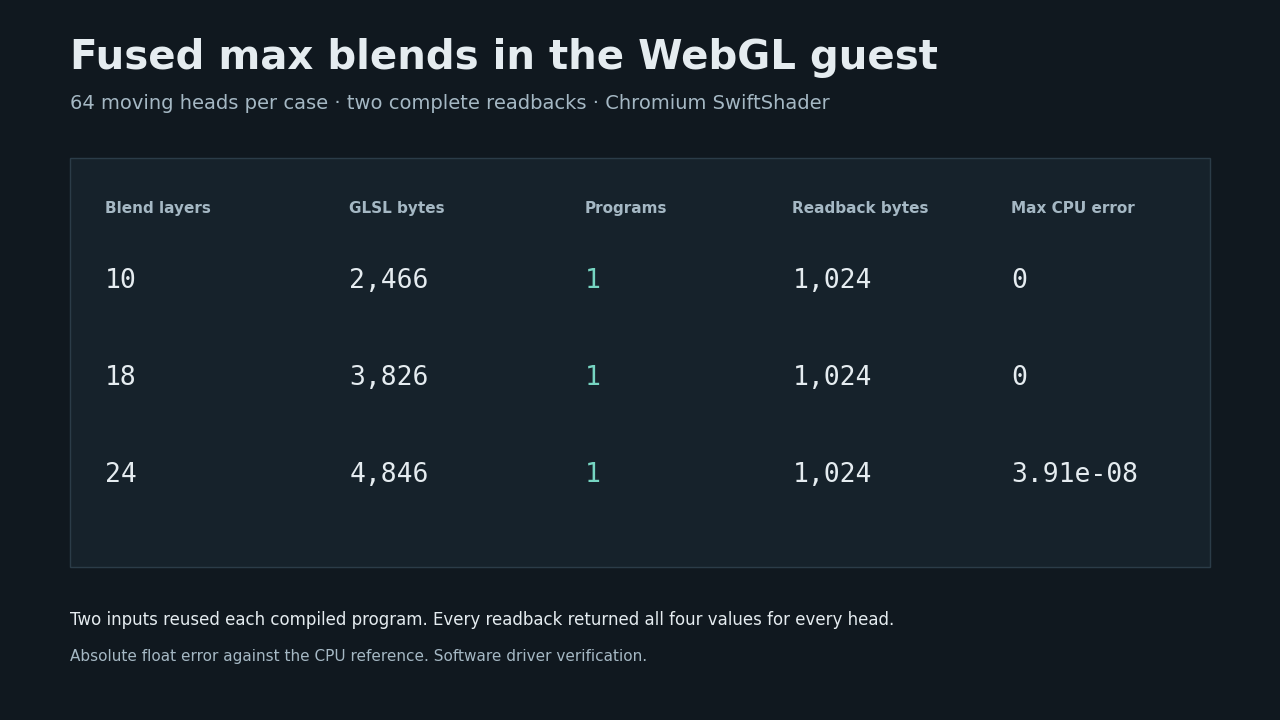 Fused max blends in the WebGL guest
64 moving heads per case · two complete readbacks · Chromium SwiftShader
Blend layers GLSL bytes Programs Readback bytes Max CPU error
10 2,466 1 1,024 0
18 3,826 1 1,024 0
24 4,846 1 1,024 3.91e-08
Two inputs reused each compiled program. Every readback returned all four values for every head.
Absolute float error against the CPU reference. Software driver verification.